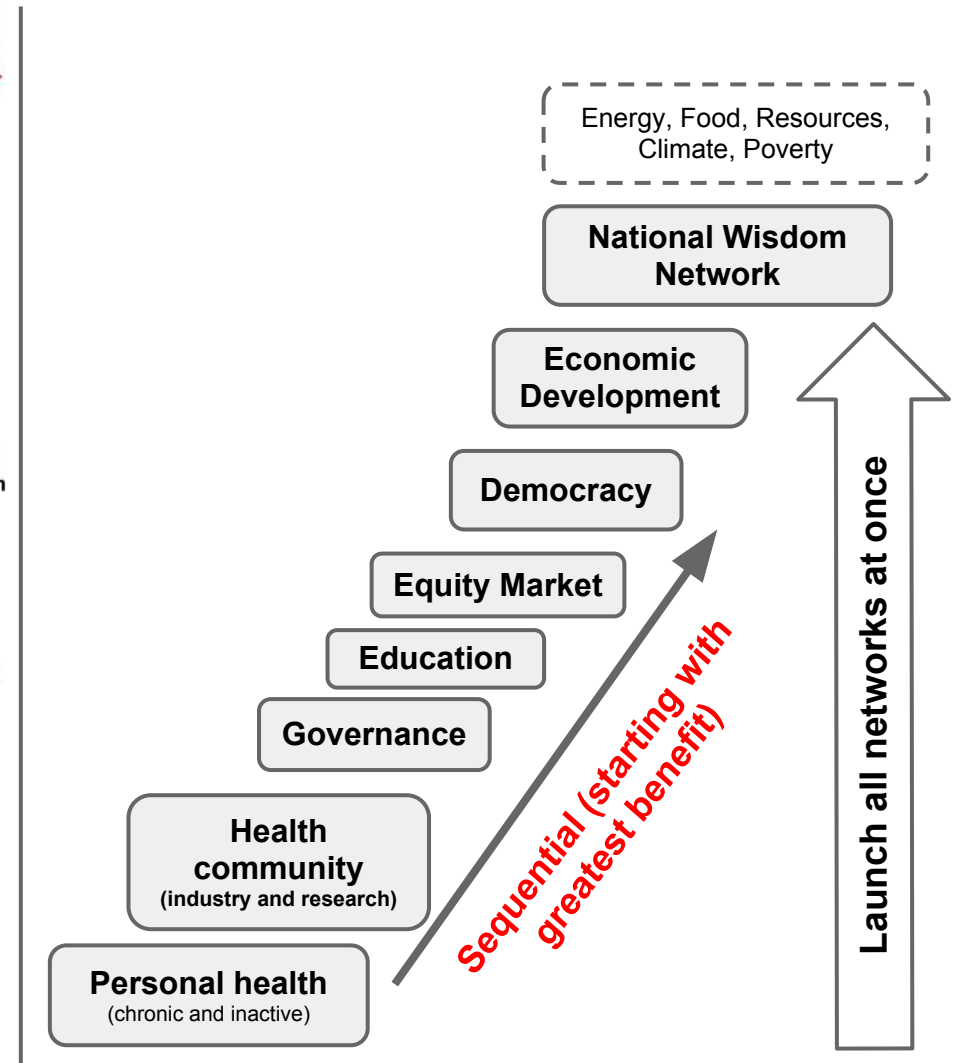 Energy, Food, Resources,
Climate, Poverty
National Wisdom
Network
Economic
Development
Democracy
Equity Market
Education
Governance
Health
community
(industry and research)
Personal health
(chronic and inactive)
Sequential (starting with
greatest benefit)
Launch all networks at once